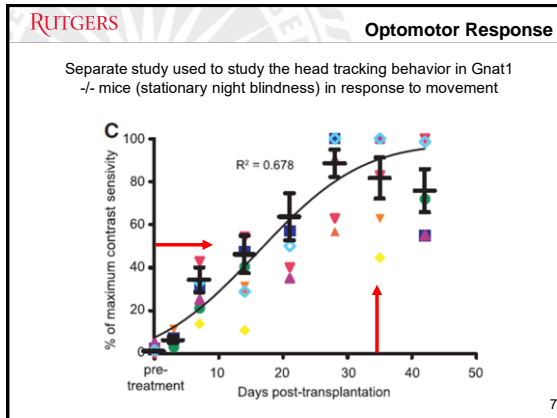 RUTGERS
Optomotor Response
Separate study used to study the head tracking behavior in Gnat1
-/- mice (stationary night blindness) in response to movement
C
% of maximum contrast sensivity
100
80
60
40
20
0
R² = 0.678
pre-
treatment
10
20
30
40
50
Days post-transplantation
7